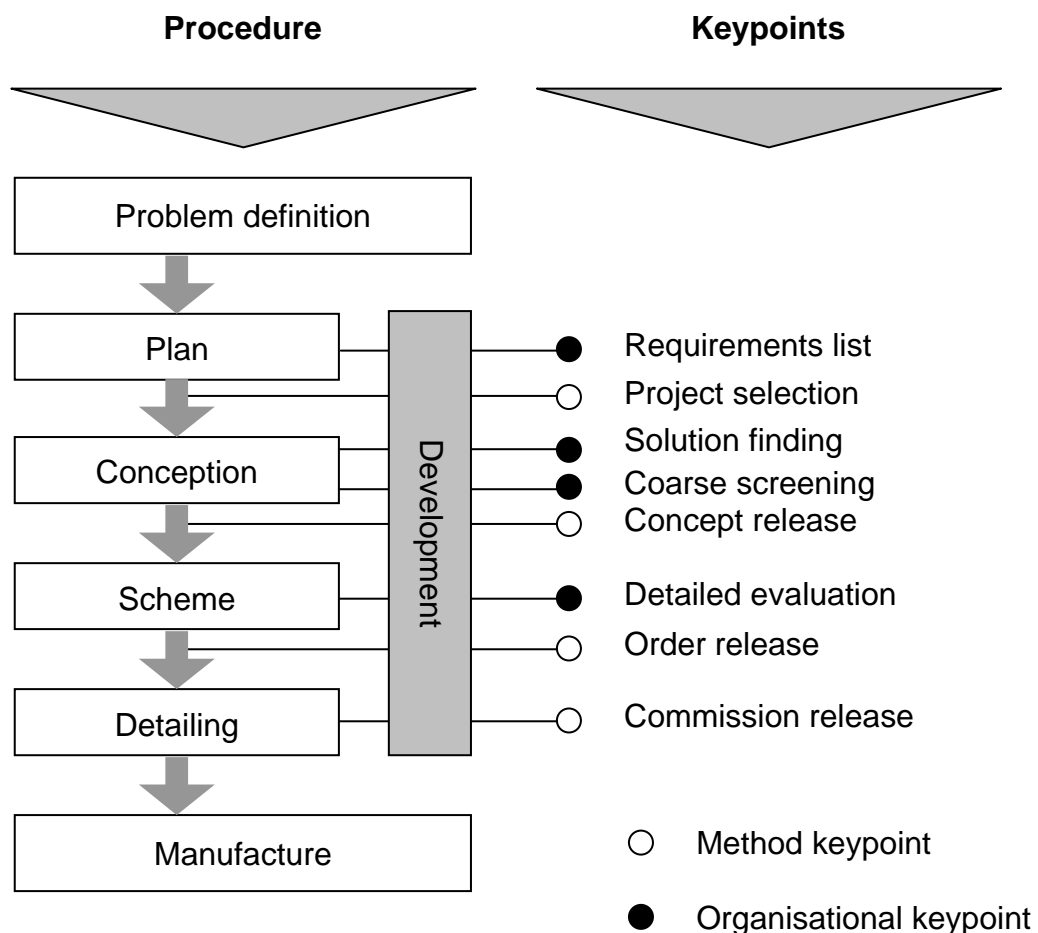 Procedure
Keypoints
Problem definition
Plan
Requirements list
Project selection
Conception
Solution finding
Coarse screening
Concept release
Development
Scheme
Detailed evaluation
Order release
Detailing
Commission release
Manufacture
Method keypoint
Organisational keypoint